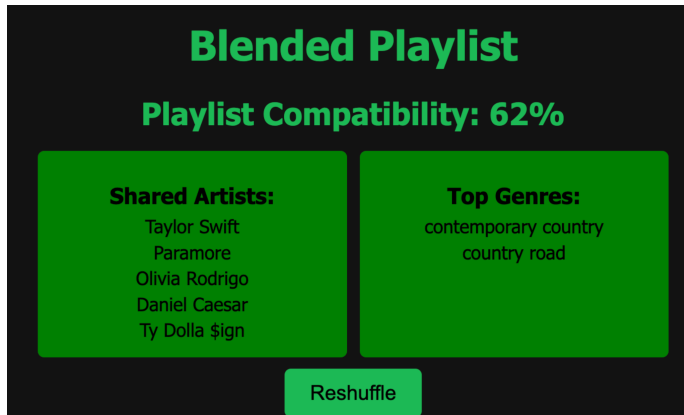 Blended Playlist
Playlist Compatibility: 62%
Shared Artists:
Taylor Swift
Paramore
Olivia Rodrigo
Daniel Caesar
Ty Dolla $ign
Top Genres:
contemporary country
country road
Reshuffle